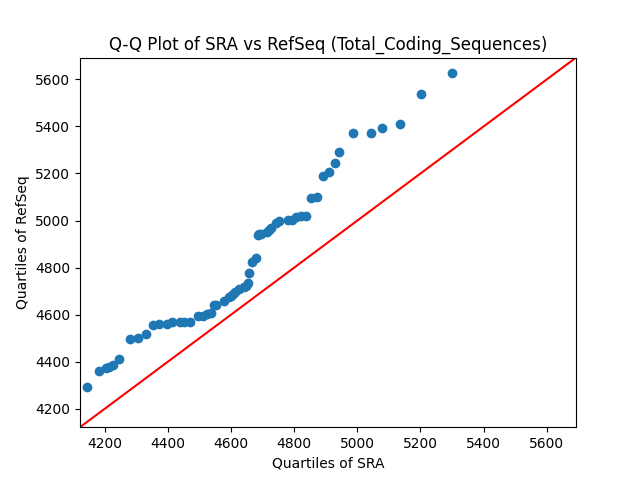 Q-Q Plot of SRA vs RefSeq (Total_Coding_Sequences)
5600
5400
5200
5000
4800
4600
4400
4200
Quartiles of RefSeq
4200 4400 4600 4800 5000 5200 5400 5600
Quartiles of SRA